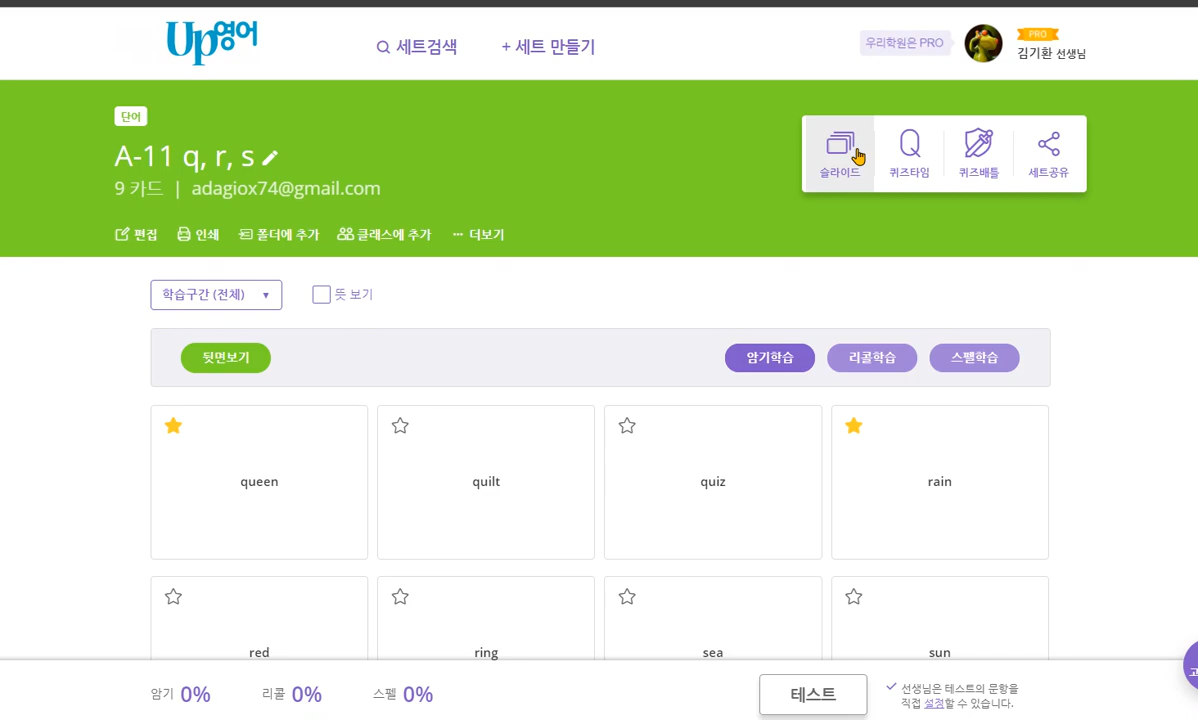 Up영어
세트검색
+ 세트 만들기
우리학원은 PRO
PRO
김기환 선생님
단어
A-11 q, r, s
9 카드 | adagiox74@gmail.com
슬라이드
퀴즈타임
퀴즈배틀
세트공유
편집
인쇄
폴더에 추가
클래스에 추가
··· 더보기
학습구간 (전체) ▼
뜻 보기
뒷면보기
암기학습
리콜학습
스펠학습
queen
quilt
quiz
rain
red
ring
sea
sun
암기 0%
리콜 0%
스펠 0%
테스트
선생님은 테스트의 문항을
직접 설정할 수 있습니다.